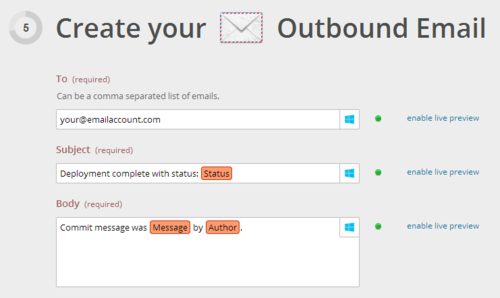 5 Create your Outbound Email
To (required)
Can be a comma separated list of emails.
your@emailaccount.com
enable live preview
Subject (required)
Deployment complete with status: Status
enable live preview
Body (required)
Commit message was Message by Author.
enable live preview